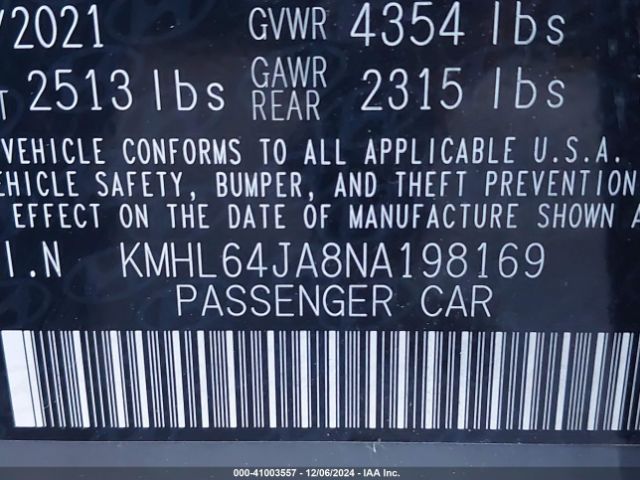 /2021 GVWR 4354 lbs
2513 lbs GAWR REAR 2315 lbs
VEHICLE CONFORMS TO ALL APPLICABLE U.S.A.
EHICLE SAFETY, BUMPER, AND THEFT PREVENTION
EFFECT ON THE DATE OF MANUFACTURE SHOWN A
I.N KMHL64JA8NA198169
PASSENGER CAR
000-41003557 - 12/06/2024 - IAA Inc.